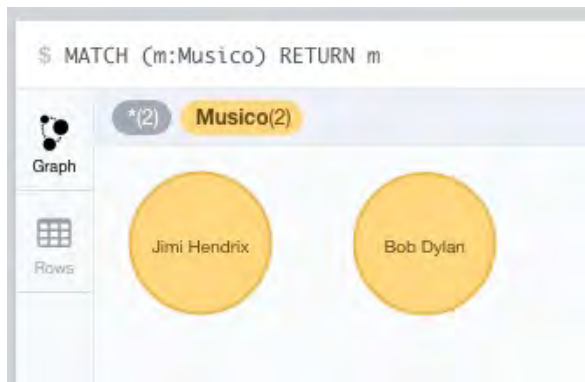 $ MATCH (m:Musico) RETURN m
*(2) Musico(2)
Graph
Jimi Hendrix Bob Dylan
Rows